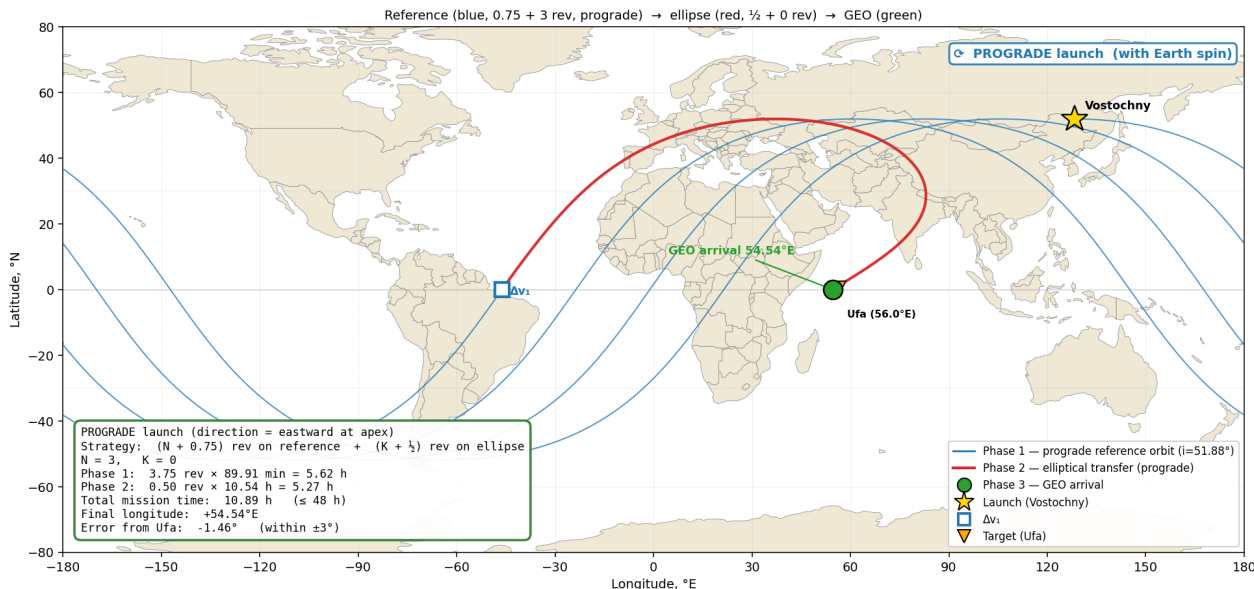 Reference (blue, 0.75 + 3 rev, prograde) → ellipse (red, ½ + 0 rev) → GEO (green)
⟳ PROGRADE launch (with Earth spin)
Vostochny
GEO arrival 54.54°E
Δv₁
Ufa (56.0°E)
PROGRADE launch (direction = eastward at apex)
Strategy: (N + 0.75) rev on reference + (K + ½) rev on ellipse
N = 3, K = 0
Phase 1: 3.75 rev × 89.91 min = 5.62 h
Phase 2: 0.50 rev × 10.54 h = 5.27 h
Total mission time: 10.89 h (≤ 48 h)
Final longitude: +54.54°E
Error from Ufa: -1.46° (within ±3°)
Phase 1 — prograde reference orbit (i=51.88°)
Phase 2 — elliptical transfer (prograde)
Phase 3 — GEO arrival
Launch (Vostochny)
Δv₁
Target (Ufa)
Latitude, °N
80
60
40
20
0
−20
−40
−60
−80
−180
−150
−120
−90
−60
−30
0
30
60
90
120
150
180
Longitude, °E